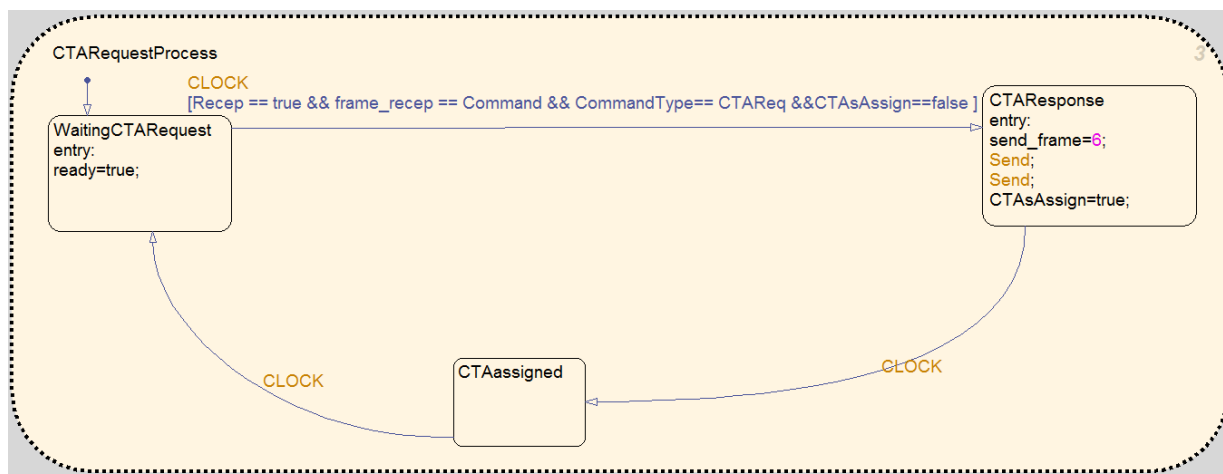 CTARequestProcess
3
CLOCK
[Recep == true && frame_recep == Command && CommandType== CTAReq &&CTAsAssign==false ]
WaitingCTARequest
entry:
ready=true;
CTAResponse
entry:
send_frame=6;
Send;
Send;
CTAsAssign=true;
CTAassigned
CLOCK
CLOCK